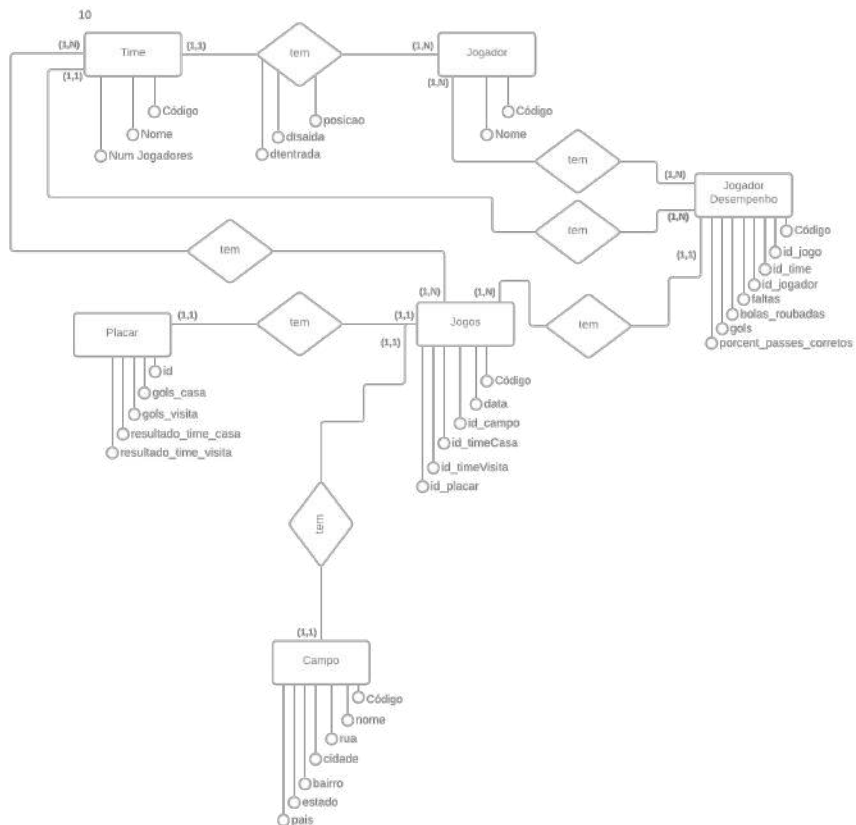 10
(1,N)
Time
(1,1)
tem
(1,N)
Jogador
(1,1)
(1,N)
Código
Nome
Num Jogadores
posicao
dtsaida
dtentrada
Código
Nome
tem
(1,N)
Jogador
Desempenho
tem
(1,N)
(1,1)
Código
id_jogo
id_time
id_jogador
faltas
bolas_roubadas
gols
porcent_passes_corretos
tem
(1,N)
(1,N)
Placar
(1,1)
tem
(1,1)
(1,1)
Jogos
tem
id
gols_casa
gols_visita
resultado_time_casa
resultado_time_visita
Código
data
id_campo
id_timeCasa
id_timeVisita
id_placar
tem
(1,1)
Campo
Código
nome
rua
cidade
bairro
estado
pais